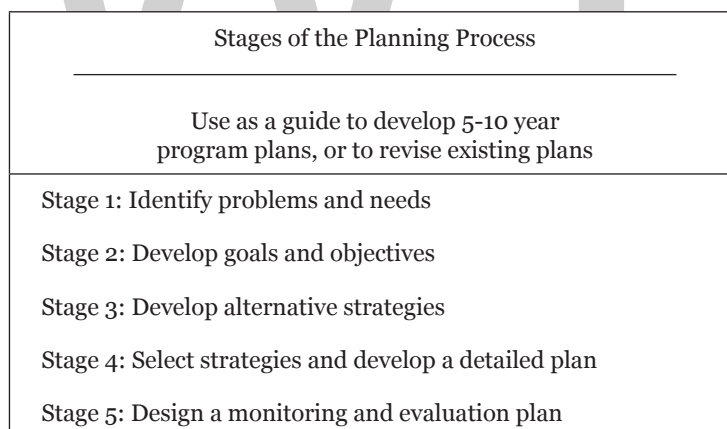 Stages of the Planning Process
Use as a guide to develop 5-10 year
program plans, or to revise existing plans
Stage 1: Identify problems and needs
Stage 2: Develop goals and objectives
Stage 3: Develop alternative strategies
Stage 4: Select strategies and develop a detailed plan
Stage 5: Design a monitoring and evaluation plan